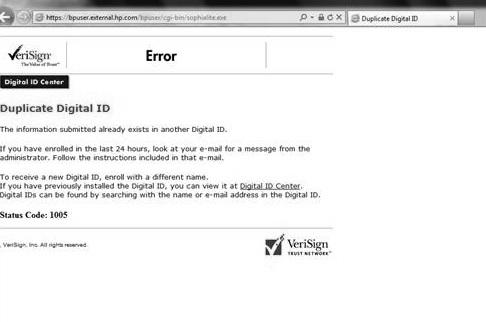 https://bpuser.external.hp.com/bpuser/cgi-bin/sophialite.exe
Duplicate Digital ID
VeriSign
The Value of Trust™
Error
Digital ID Center
Duplicate Digital ID
The information submitted already exists in another Digital ID.
If you have enrolled in the last 24 hours, look at your e-mail for a message from the
administrator. Follow the instructions included in that e-mail.
To receive a new Digital ID, enroll with a different name.
If you have previously installed the Digital ID, you can view it at Digital ID Center.
Digital IDs can be found by searching with the name or e-mail address in the Digital ID.
Status Code: 1005
, VeriSign, Inc. All rights reserved.
VeriSign
TRUST NETWORK™